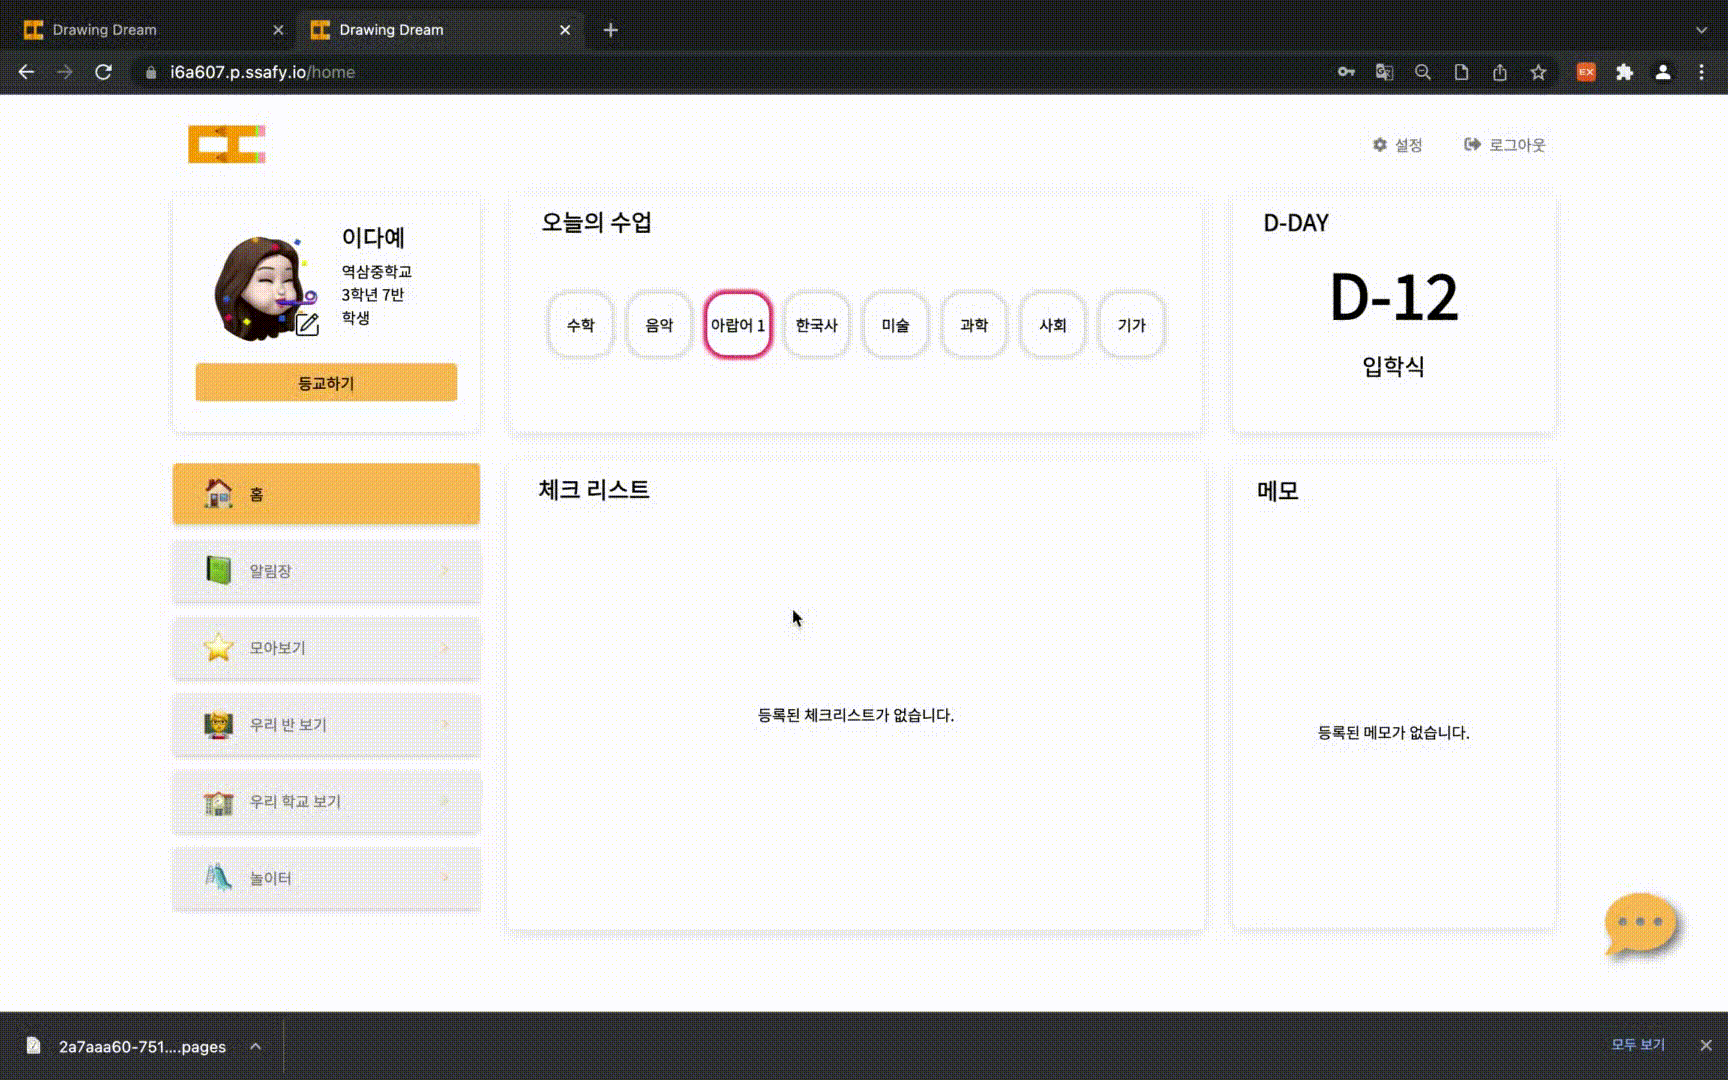 Drawing Dream
Drawing Dream
i6a607.p.ssafy.io/home
EX
설정
로그아웃
이다예
역삼중학교
3학년 7반
학생
등교하기
오늘의 수업
수학
음악
아랍어 1
한국사
미술
과학
사회
기가
D-DAY
D-12
입학식
홈
알림장
모아보기
우리 반 보기
우리 학교 보기
놀이터
체크 리스트
등록된 체크리스트가 없습니다.
메모
등록된 메모가 없습니다.
2a7aaa60-751....pages
모두 보기